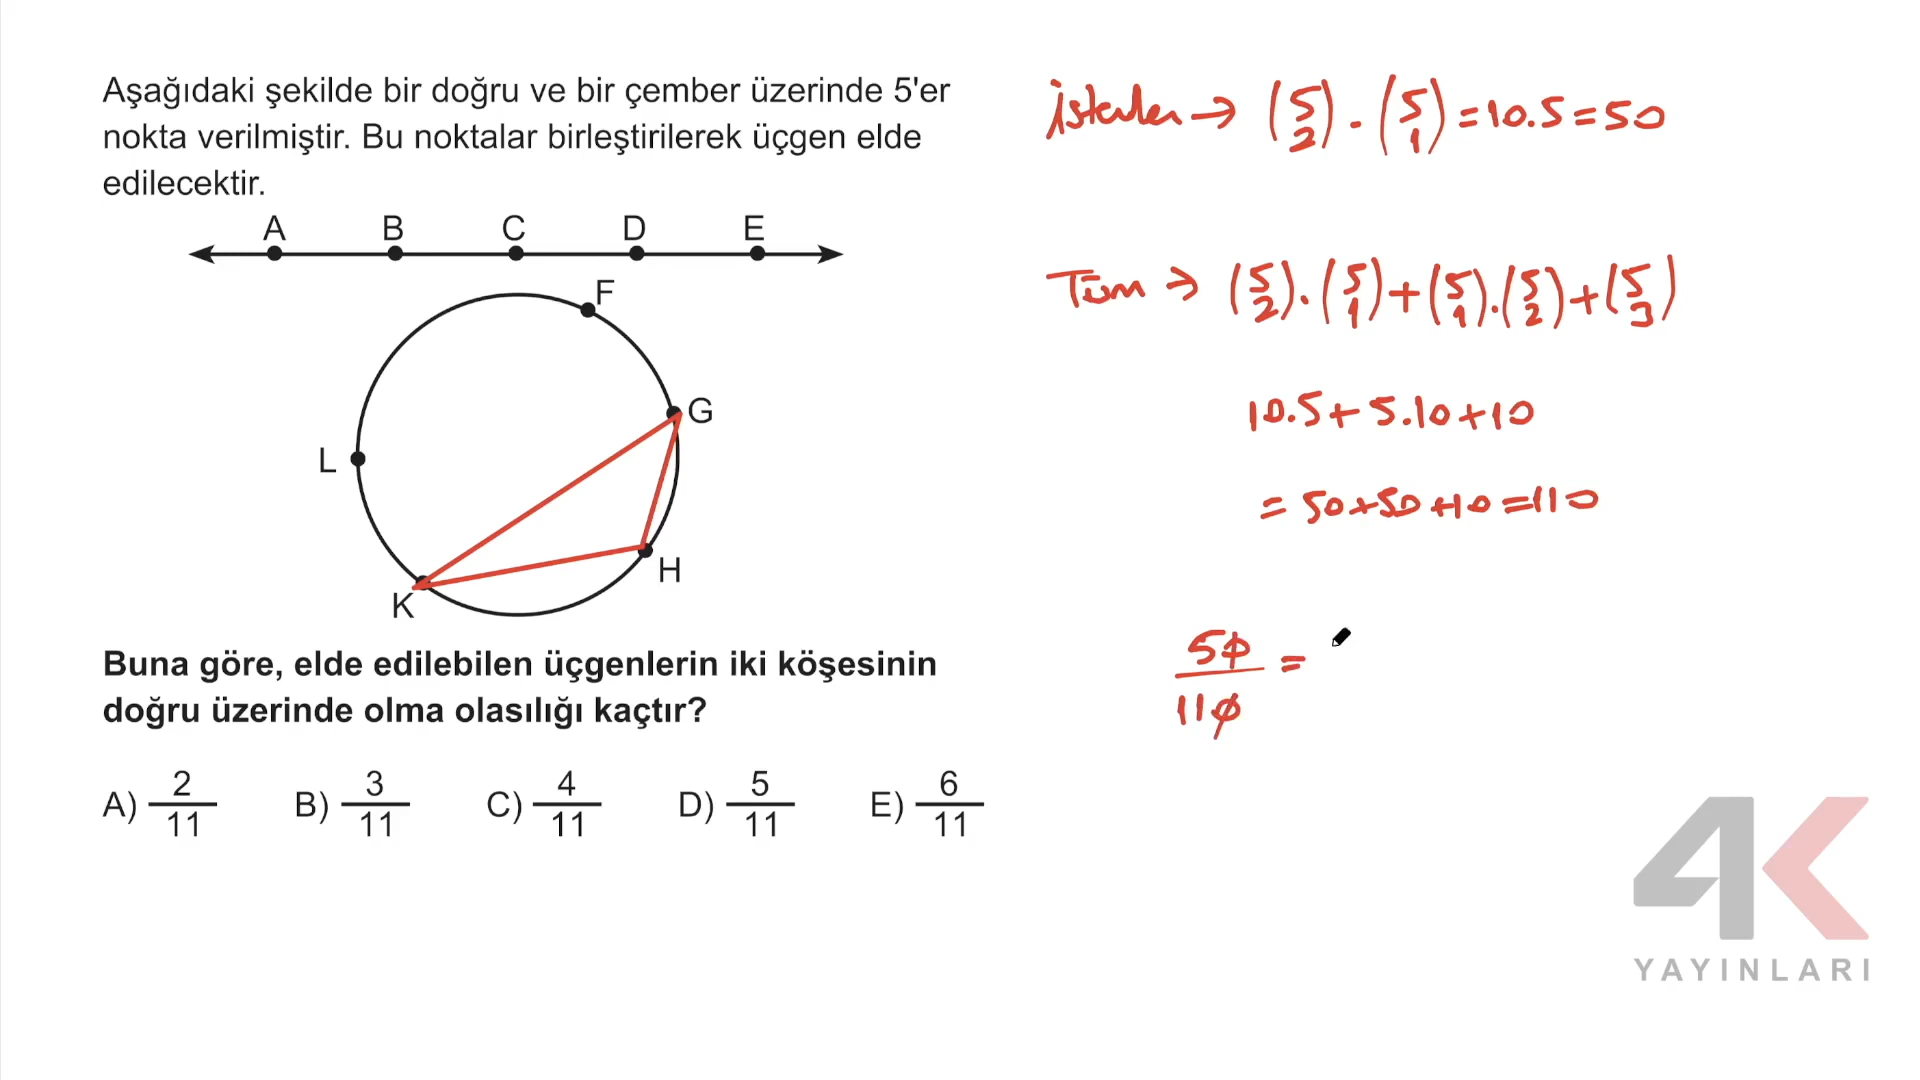 Aşağıdaki şekilde bir doğru ve bir çember üzerinde 5'er
nokta verilmiştir. Bu noktalar birleştirilerek üçgen elde
edilecektir.
A B C D E
F
G
L
H
K
Buna göre, elde edilebilen üçgenlerin iki köşesinin
doğru üzerinde olma olasılığı kaçtır?
A) 2/11 B) 3/11 C) 4/11 D) 5/11 E) 6/11
İstenilen → (5 2) . (5 1) = 10.5 = 50
Tüm → (5 2) . (5 1) + (5 1) . (5 2) + (5 3)
10.5 + 5.10 + 10
= 50 + 50 + 10 = 110
50/110 =
4K
YAYINLARI